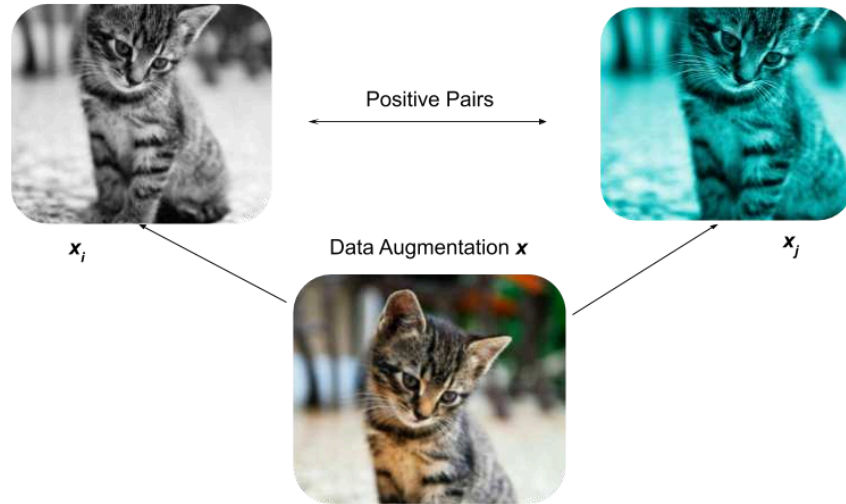 Positive Pairs
x_i
x_j
Data Augmentation x